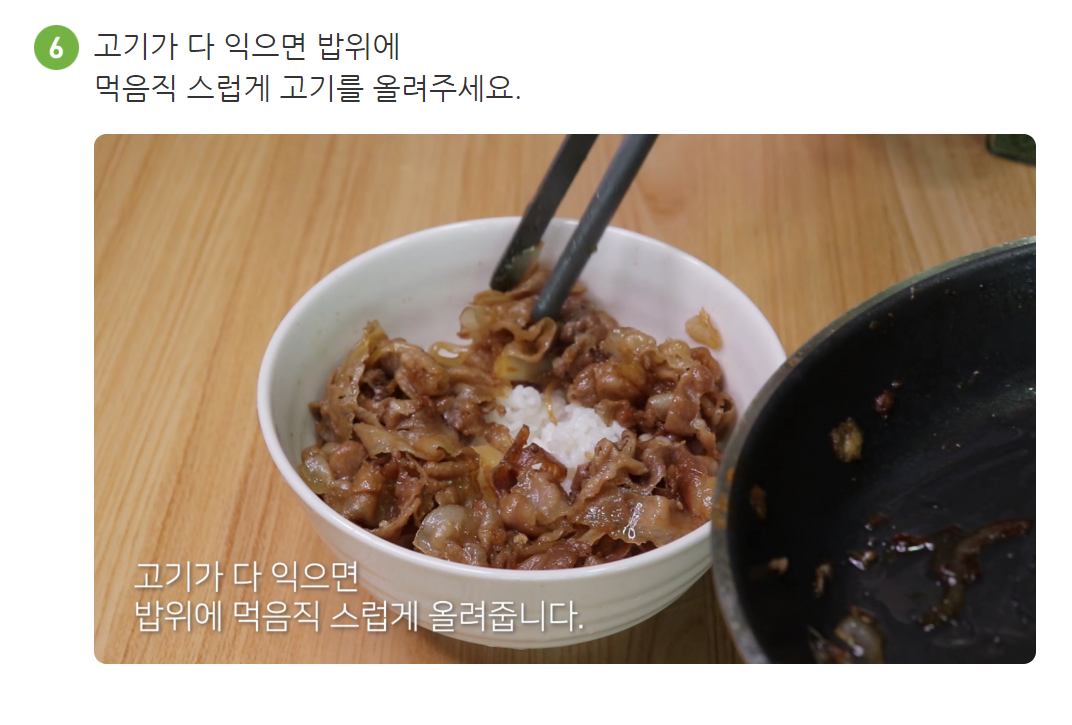 6 고기가 다 익으면 밥위에
먹음직 스럽게 고기를 올려주세요.
고기가 다 익으면
밥위에 먹음직 스럽게 올려줍니다.